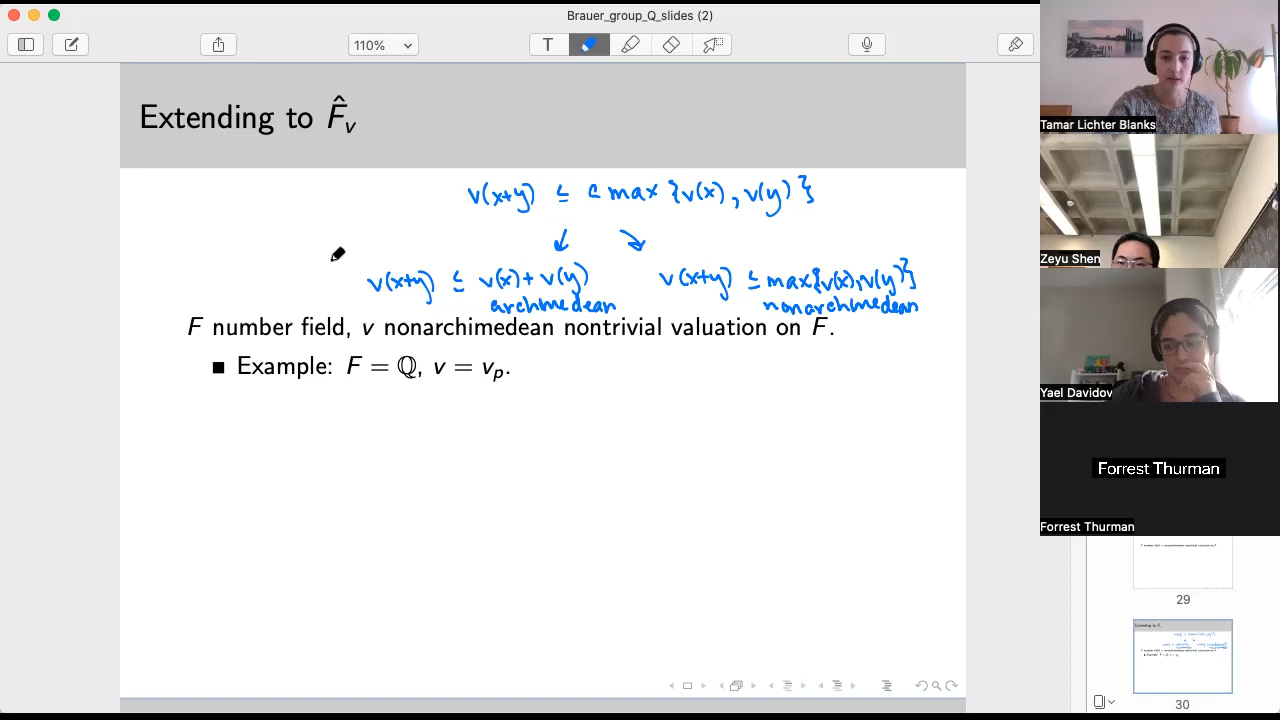 Brauer_group_Q_slides (2)
110%
T
Extending to F̂ᵥ
v(x+y) ≤ c max {v(x), v(y)}
↙ ↘
v(x+y) ≤ v(x) + v(y) v(x+y) ≤ max{v(x), v(y)}
archimedean nonarchimedean
F number field, v nonarchimedean nontrivial valuation on F.
■ Example: F = ℚ, v = vₚ.
Tamar Lichter Blanks
Zeyu Shen
Yael Davidov
Forrest Thurman
Forrest Thurman
29
30